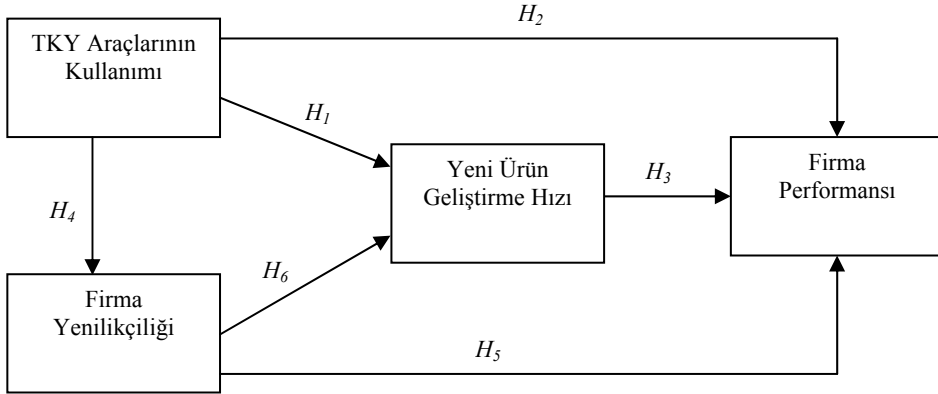 TKY Araçlarının
Kullanımı
H2
H1
Yeni Ürün
Geliştirme Hızı
H3
Firma
Performansı
H4
H6
Firma
Yenilikçiliği
H5